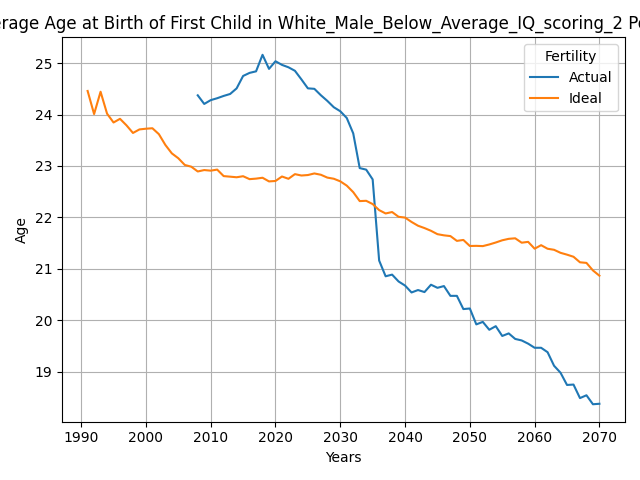 erage Age at Birth of First Child in White_Male_Below_Average_IQ_scoring_2 P
Fertility
Actual
Ideal
25
24
23
22
21
20
19
Age
1990 2000 2010 2020 2030 2040 2050 2060 2070
Years